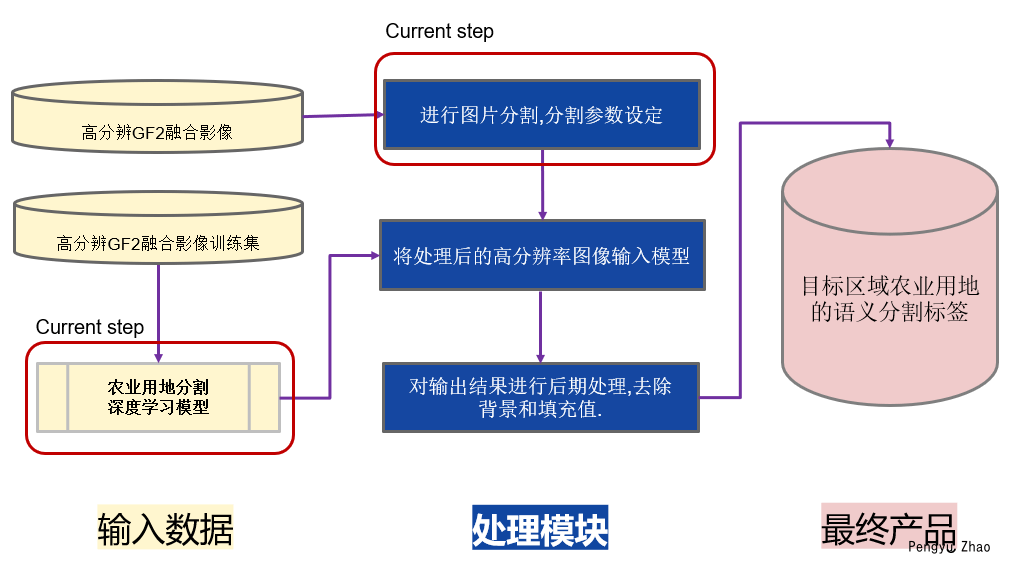 Current step
高分辨GF2融合影像
进行图片分割,分割参数设定
高分辨GF2融合影像训练集
将处理后的高分辨率图像输入模型
目标区域农业用地
的语义分割标签
Current step
农业用地分割
深度学习模型
对输出结果进行后期处理,去除
背景和填充值.
输入数据
处理模块
最终产品
Pengyu Zhao